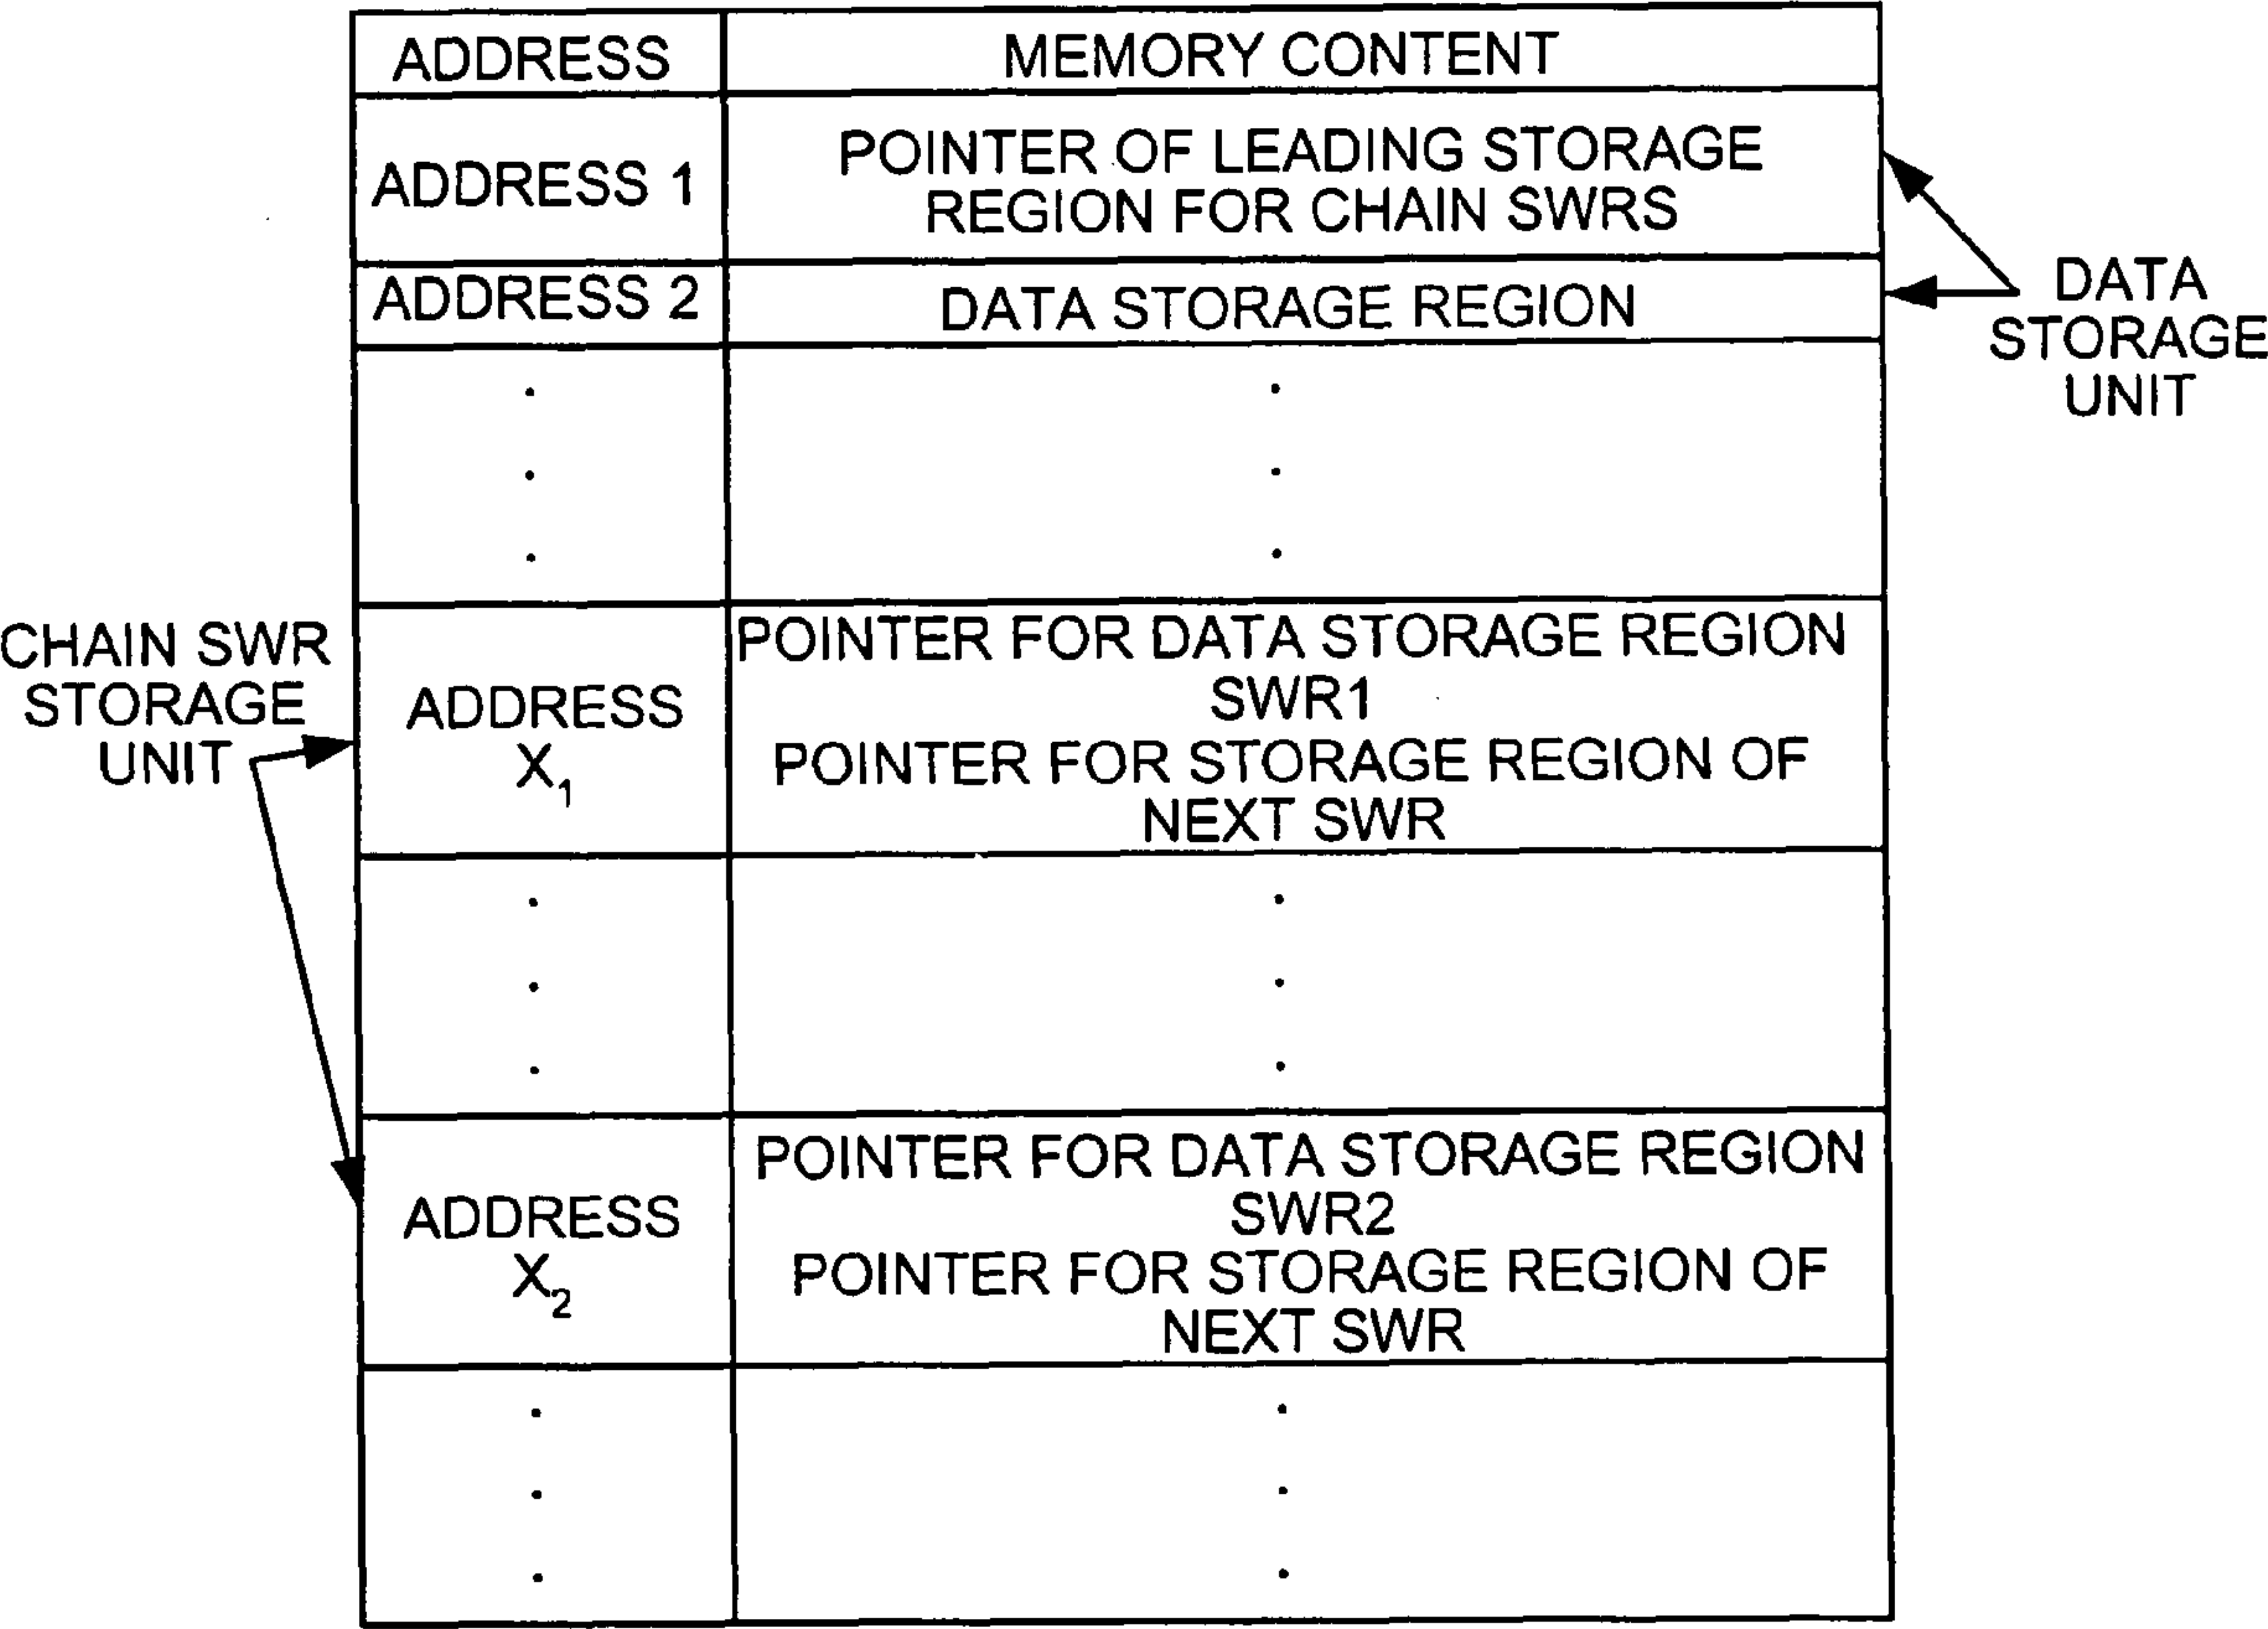 ADDRESS
MEMORY CONTENT
ADDRESS 1
POINTER OF LEADING STORAGE
REGION FOR CHAIN SWRS
ADDRESS 2
DATA STORAGE REGION
DATA
STORAGE
UNIT
CHAIN SWR
STORAGE
UNIT
ADDRESS
X₁
POINTER FOR DATA STORAGE REGION
SWR1
POINTER FOR STORAGE REGION OF
NEXT SWR
ADDRESS
X₂
POINTER FOR DATA STORAGE REGION
SWR2
POINTER FOR STORAGE REGION OF
NEXT SWR